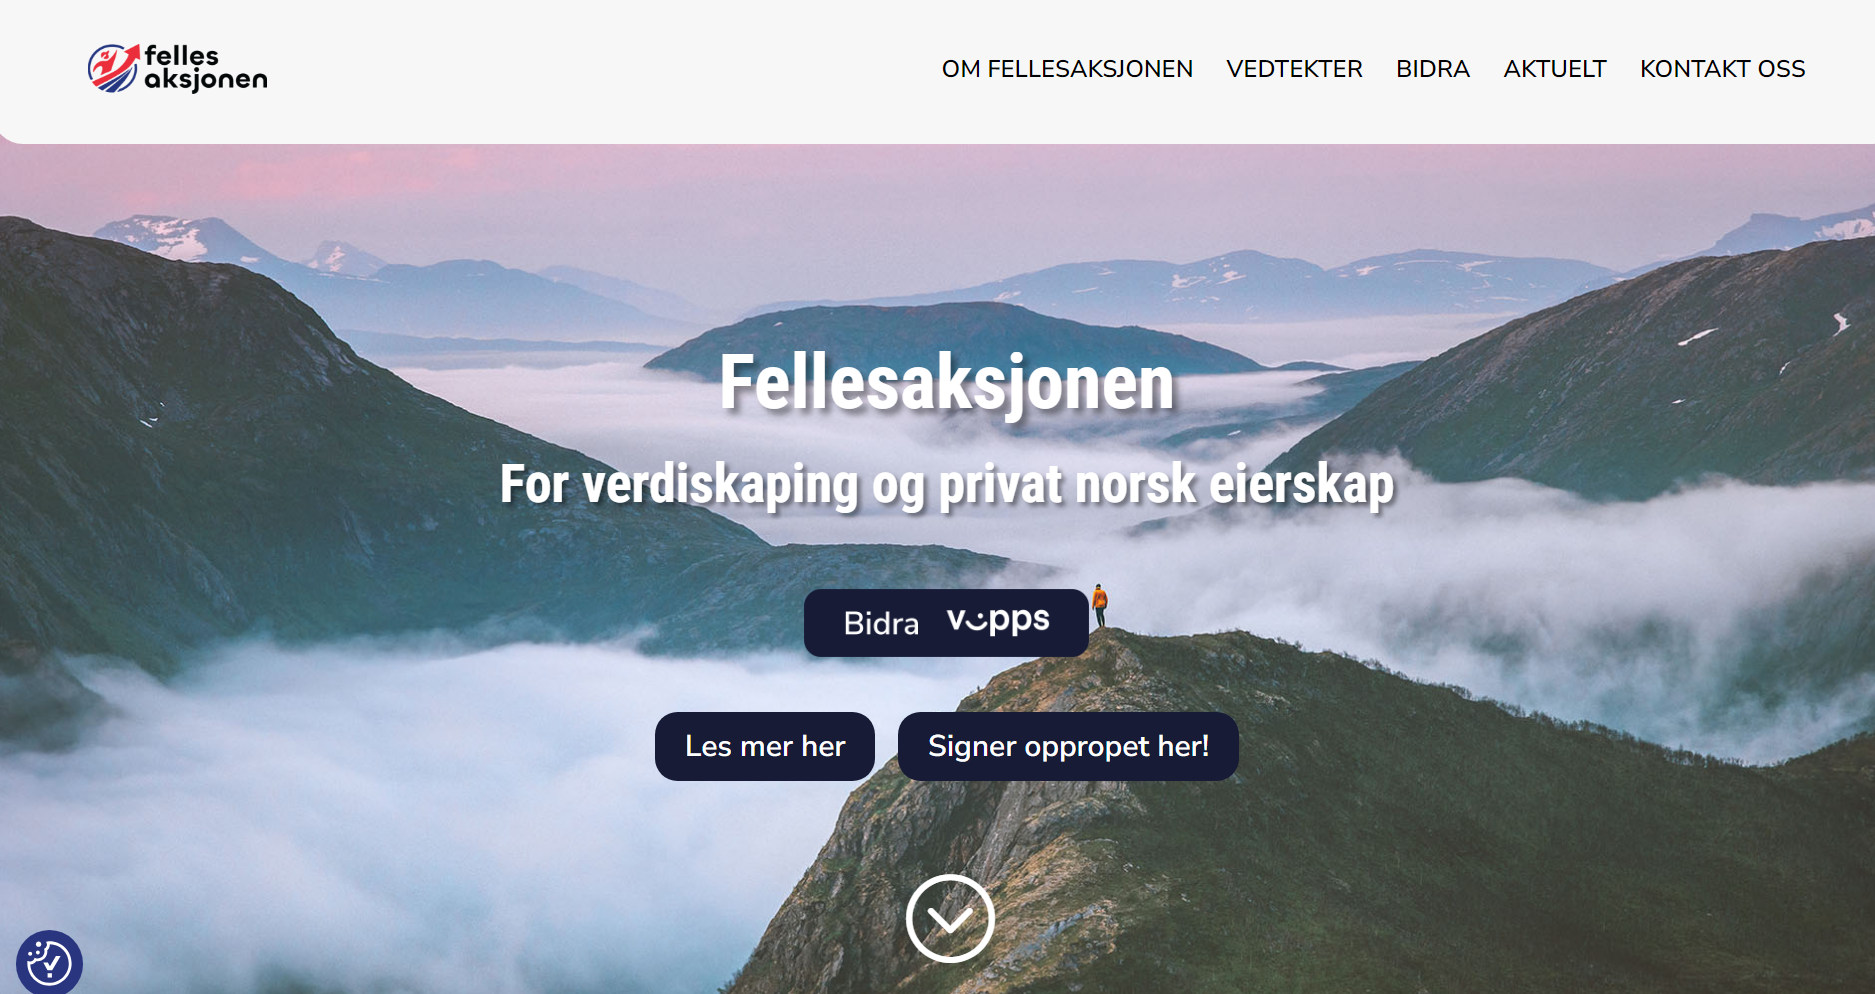 felles
aksjonen
OM FELLESAKSJONEN VEDTEKTER BIDRA AKTUELT KONTAKT OSS
Fellesaksjonen
For verdiskaping og privat norsk eierskap
Bidra vipps
Les mer her
Signer oppropet her!